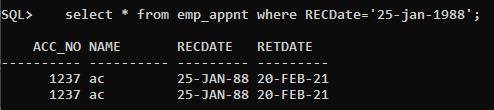 SQL>    select * from emp_appnt where RECDate='25-jan-1988';
    ACC_NO NAME       RECDATE   RETDATE
---------- ---------- --------- ---------
      1237 ac         25-JAN-88 20-FEB-21
      1237 ac         25-JAN-88 20-FEB-21